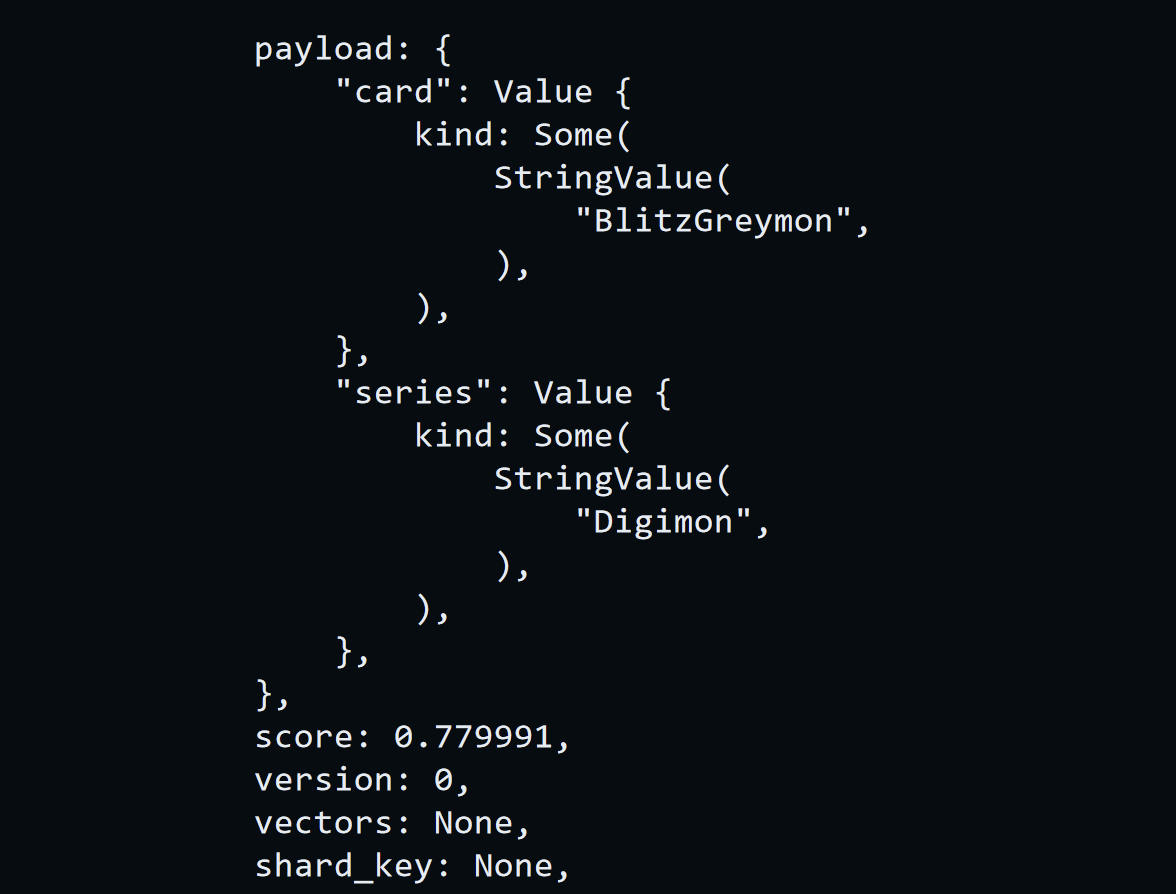 payload: {
    "card": Value {
        kind: Some(
            StringValue(
                "BlitzGreymon",
            ),
        ),
    },
    "series": Value {
        kind: Some(
            StringValue(
                "Digimon",
            ),
        ),
    },
},
score: 0.779991,
version: 0,
vectors: None,
shard_key: None,